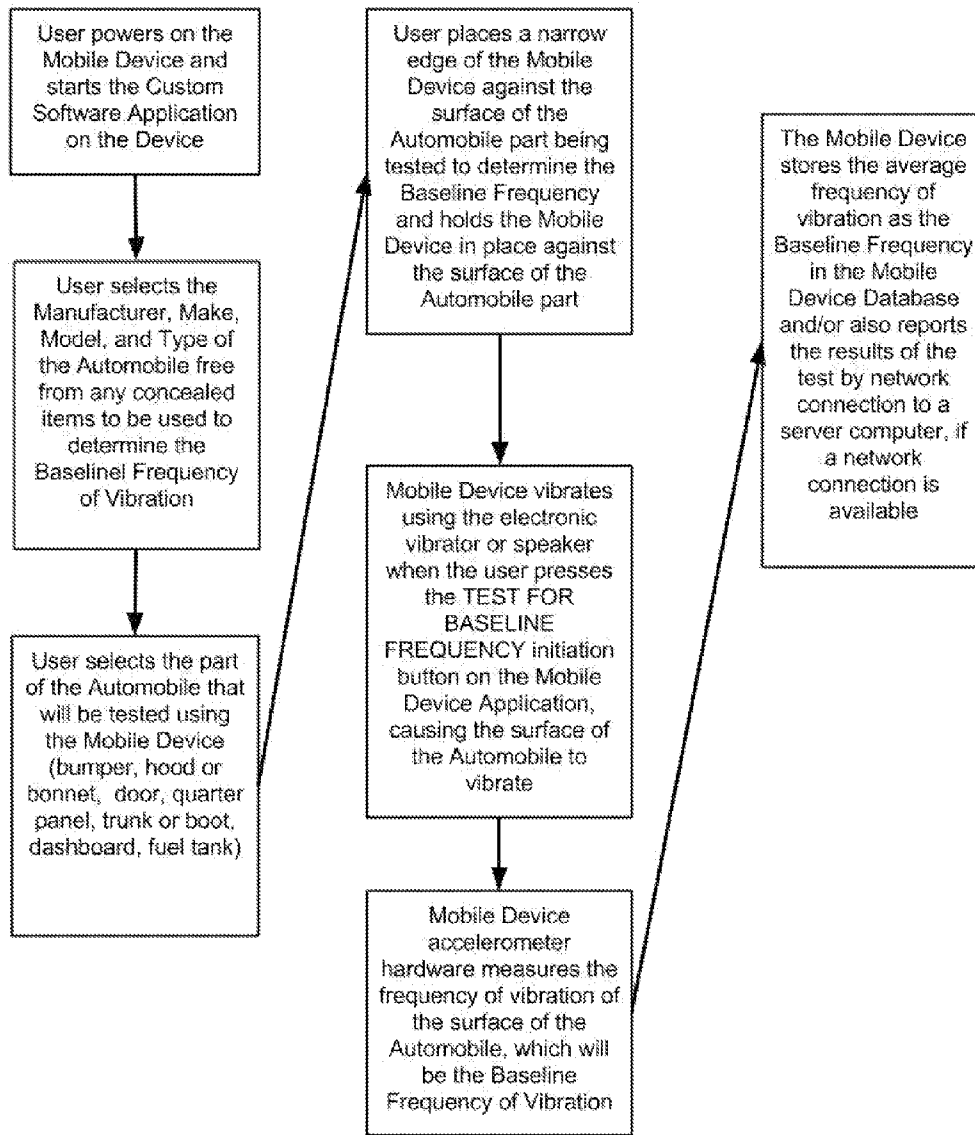 User powers on the
Mobile Device and
starts the Custom
Software Application
on the Device
User selects the
Manufacturer, Make,
Model, and Type of
the Automobile free
from any concealed
items to be used to
determine the
Baselinel Frequency
of Vibration
User selects the part
of the Automobile that
will be tested using
the Mobile Device
(bumper, hood or
bonnet, door, quarter
panel, trunk or boot,
dashboard, fuel tank)
User places a narrow
edge of the Mobile
Device against the
surface of the
Automobile part being
tested to determine the
Baseline Frequency
and holds the Mobile
Device in place against
the surface of the
Automobile part
Mobile Device vibrates
using the electronic
vibrator or speaker
when the user presses
the TEST FOR
BASELINE
FREQUENCY initiation
button on the Mobile
Device Application,
causing the surface of
the Automobile to
vibrate
Mobile Device
accelerometer
hardware measures the
frequency of vibration of
the surface of the
Automobile, which will
be the Baseline
Frequency of Vibration
The Mobile Device
stores the average
frequency of
vibration as the
Baseline Frequency
in the Mobile
Device Database
and/or also reports
the results of the
test by network
connection to a
server computer, if
a network
connection is
available